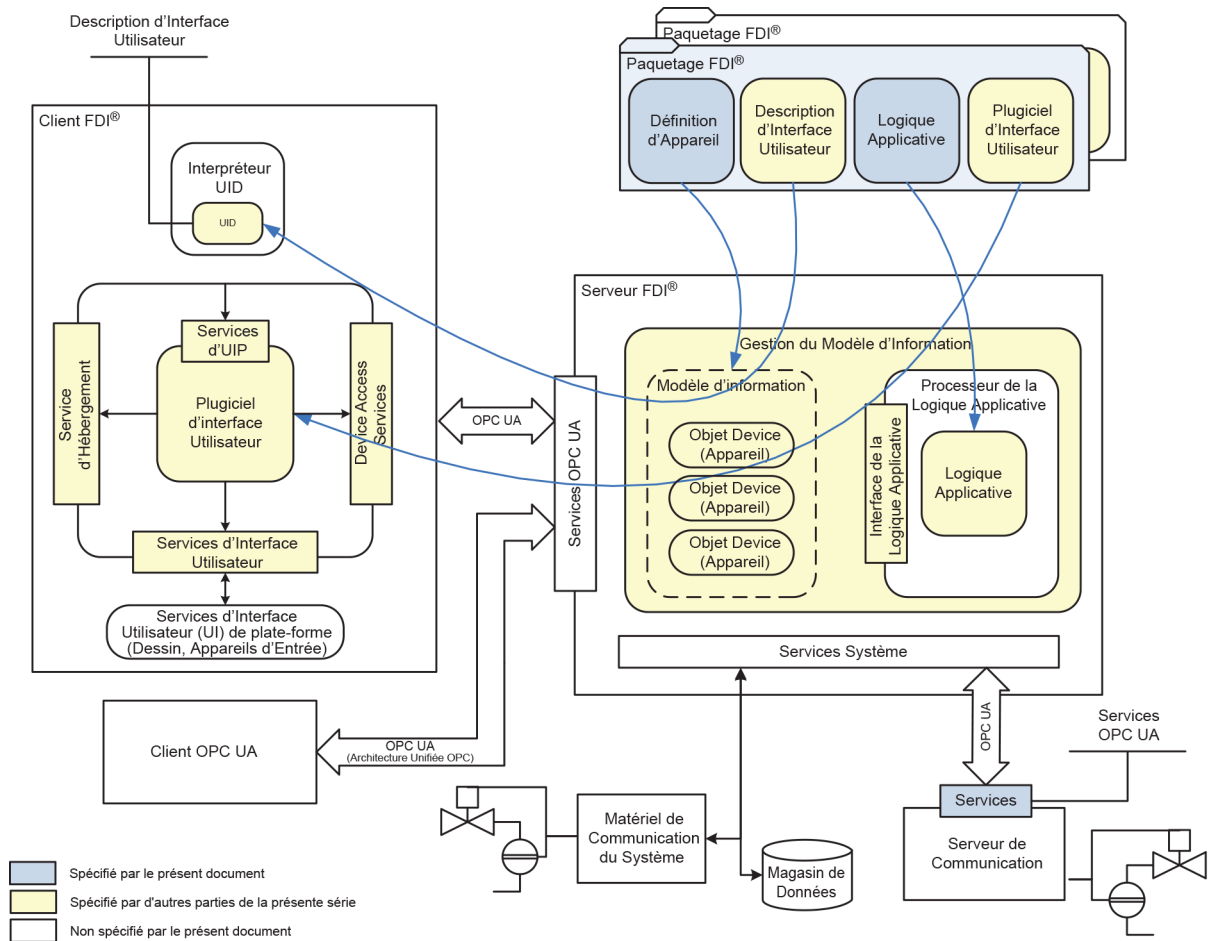 Description d'Interface
Utilisateur
Paquetage FDI®
Paquetage FDI®
Définition
d'Appareil
Description
d'Interface
Utilisateur
Logique
Applicative
Plugiciel
d'Interface
Utilisateur
Client FDI®
Interpréteur
UID
UID
Services
d'UIP
Service
d'Hébergement
Plugiciel
d'interface
Utilisateur
Device Access
Services
Services d'Interface
Utilisateur
Services d'Interface
Utilisateur (UI) de plate-forme
(Dessin, Appareils d'Entrée)
OPC UA
Serveur FDI®
Services OPC UA
Gestion du Modèle d'Information
Modèle d'information
Objet Device
(Appareil)
Objet Device
(Appareil)
Objet Device
(Appareil)
Processeur de la
Logique Applicative
Interface de la
Logique Applicative
Logique
Applicative
Services Système
Client OPC UA
OPC UA
(Architecture Unifiée OPC)
OPC UA
Services
OPC UA
Services
Serveur de
Communication
Matériel de
Communication
du Système
Magasin de
Données
Spécifié par le présent document
Spécifié par d'autres parties de la présente série
Non spécifié par le présent document